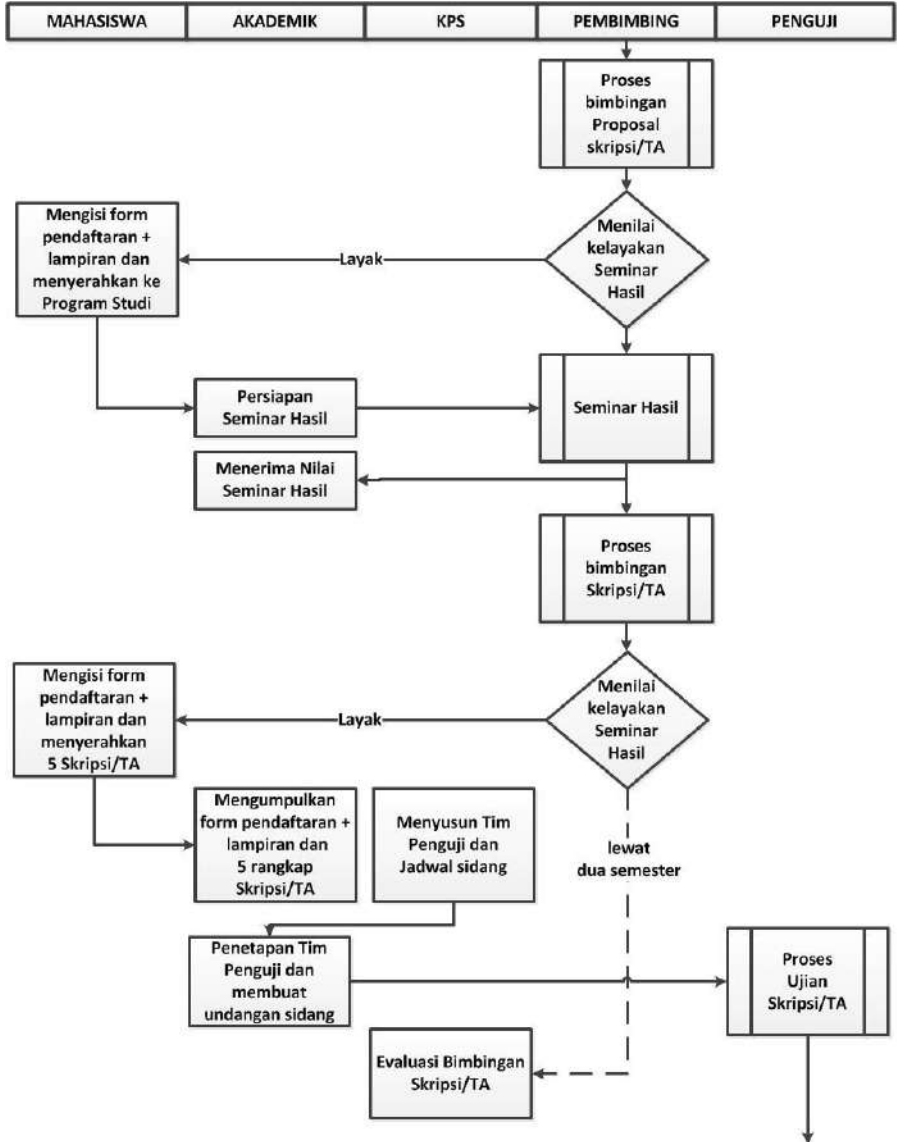 MAHASISWA AKADEMIK KPS PEMBIMBING PENGUJI
Proses
bimbingan
Proposal
skripsi/TA
Mengisi form
pendaftaran +
lampiran dan
menyerahkan ke
Program Studi
Layak
Menilai
kelayakan
Seminar
Hasil
Persiapan
Seminar Hasil
Seminar Hasil
Menerima Nilai
Seminar Hasil
Proses
bimbingan
Skripsi/TA
Mengisi form
pendaftaran +
lampiran dan
menyerahkan
5 Skripsi/TA
Layak
Menilai
kelayakan
Seminar
Hasil
Mengumpulkan
form pendaftaran +
lampiran dan
5 rangkap
Skripsi/TA
Menyusun Tim
Penguji dan
Jadwal sidang
lewat
dua semester
Penetapan Tim
Penguji dan
membuat
undangan sidang
Proses
Ujian
Skripsi/TA
Evaluasi Bimbingan
Skripsi/TA